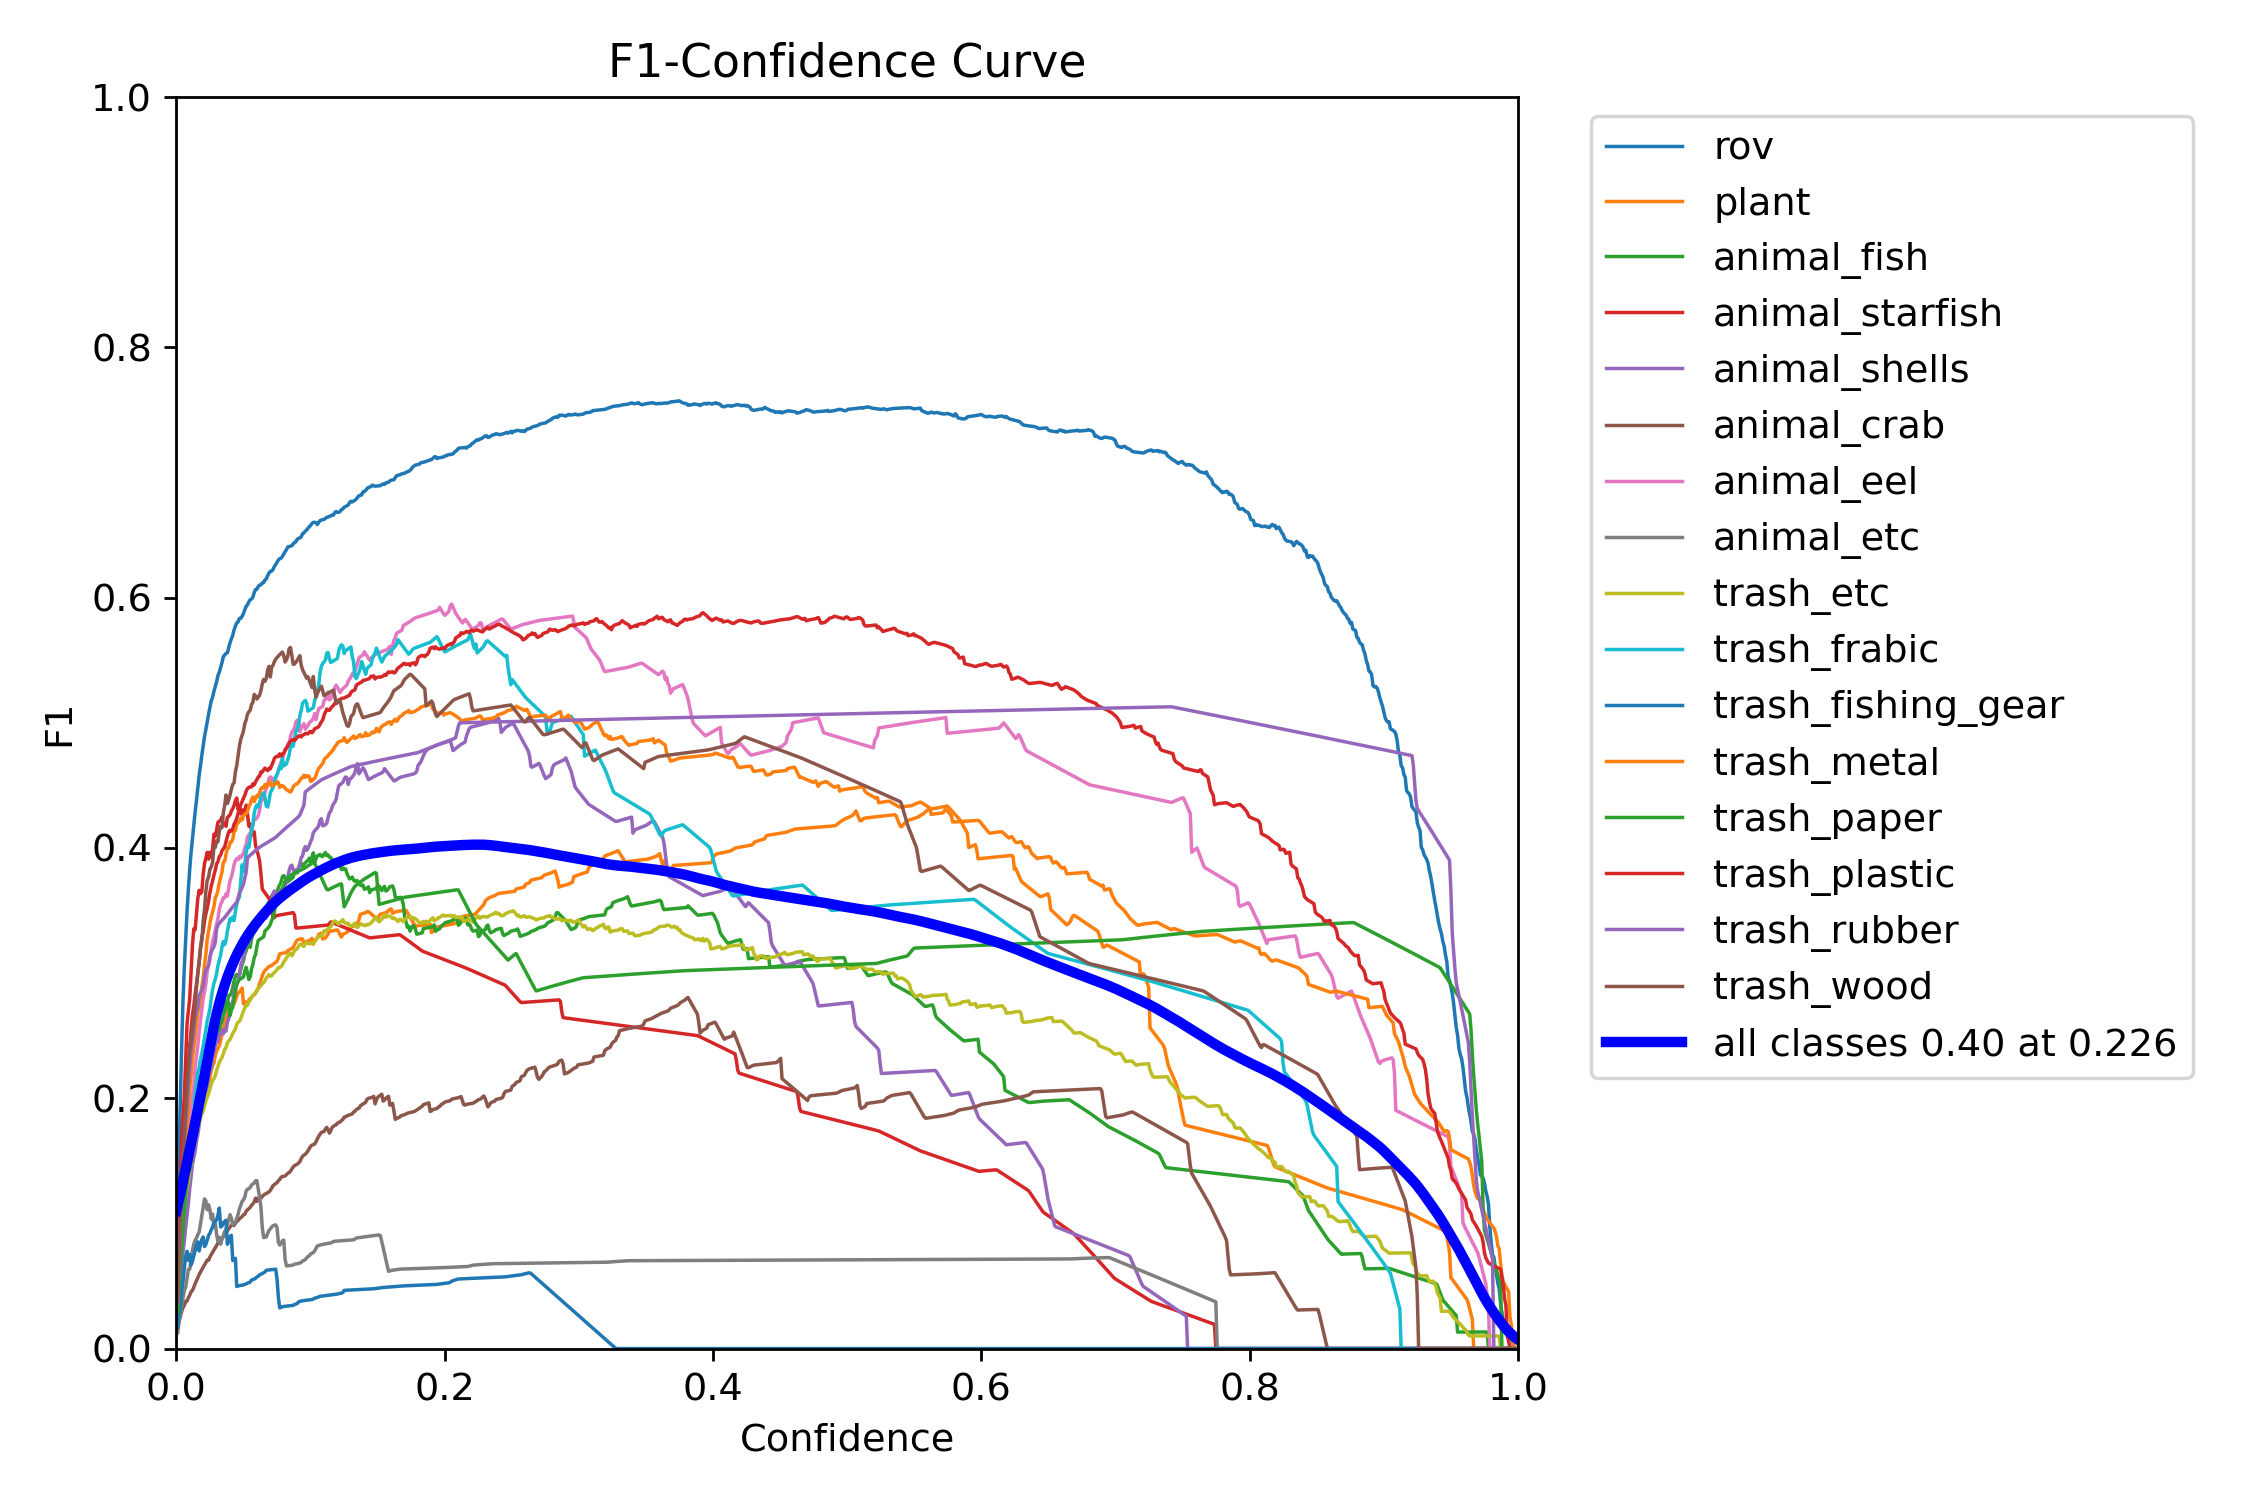 F1-Confidence Curve
1.0
0.8
0.6
0.4
0.2
0.0
F1
0.0 0.2 0.4 0.6 0.8 1.0
Confidence
rov
plant
animal_fish
animal_starfish
animal_shells
animal_crab
animal_eel
animal_etc
trash_etc
trash_frabic
trash_fishing_gear
trash_metal
trash_paper
trash_plastic
trash_rubber
trash_wood
all classes 0.40 at 0.226